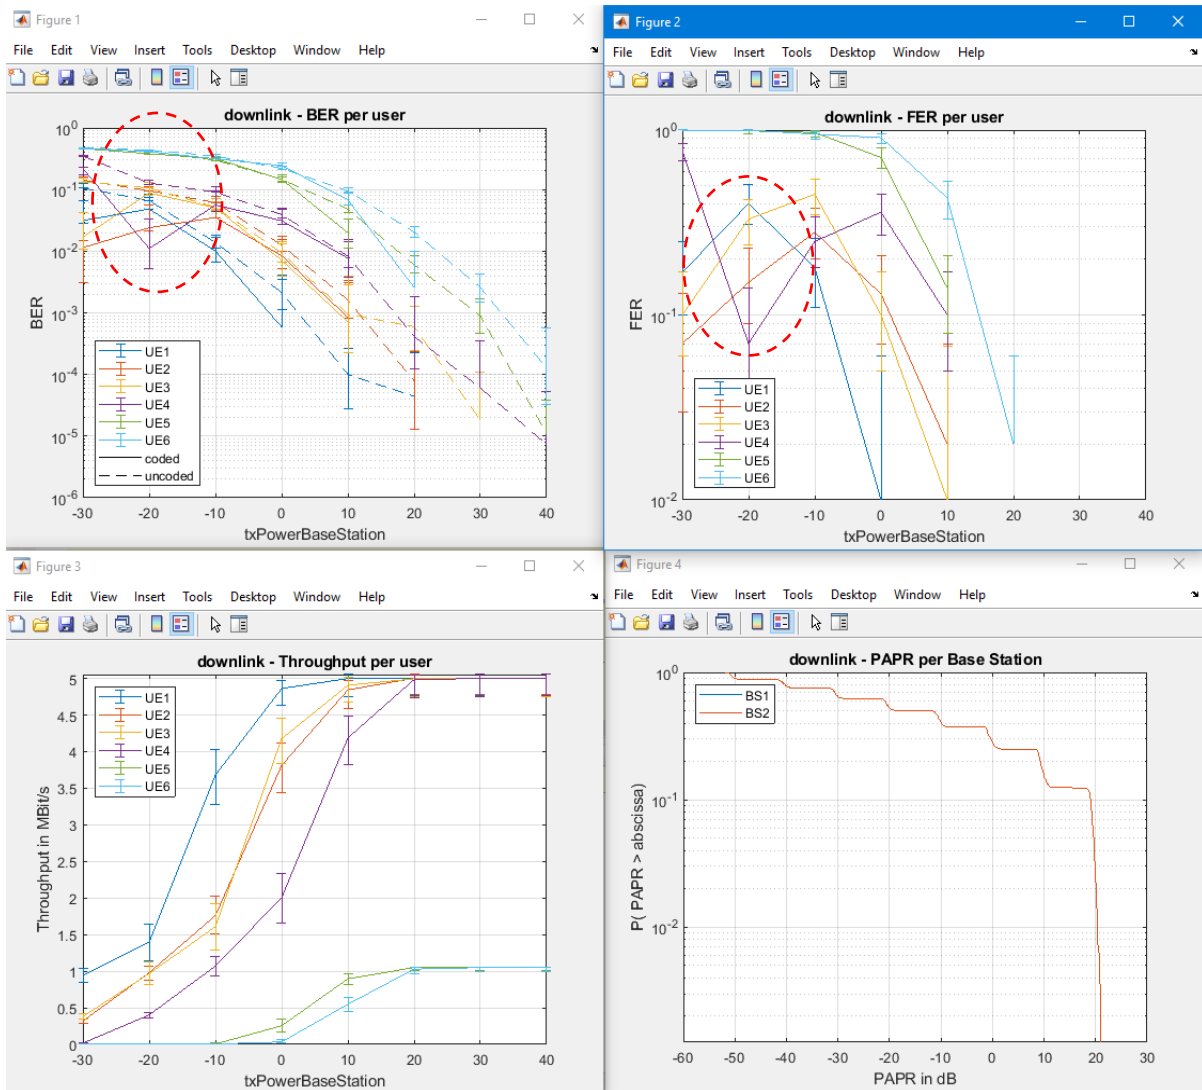 Figure 1
File Edit View Insert Tools Desktop Window Help
downlink - BER per user
10^0
10^-1
10^-2
10^-3
10^-4
10^-5
10^-6
BER
UE1
UE2
UE3
UE4
UE5
UE6
coded
uncoded
-30 -20 -10 0 10 20 30 40
txPowerBaseStation
Figure 2
File Edit View Insert Tools Desktop Window Help
downlink - FER per user
10^0
10^-1
10^-2
FER
UE1
UE2
UE3
UE4
UE5
UE6
-30 -20 -10 0 10 20 30 40
txPowerBaseStation
Figure 3
File Edit View Insert Tools Desktop Window Help
downlink - Throughput per user
5
4.5
4
3.5
3
2.5
2
1.5
1
0.5
0
Throughput in MBit/s
UE1
UE2
UE3
UE4
UE5
UE6
-30 -20 -10 0 10 20 30 40
txPowerBaseStation
Figure 4
File Edit View Insert Tools Desktop Window Help
downlink - PAPR per Base Station
10^0
10^-1
10^-2
P( PAPR > abscissa)
BS1
BS2
-60 -50 -40 -30 -20 -10 0 10 20 30
PAPR in dB